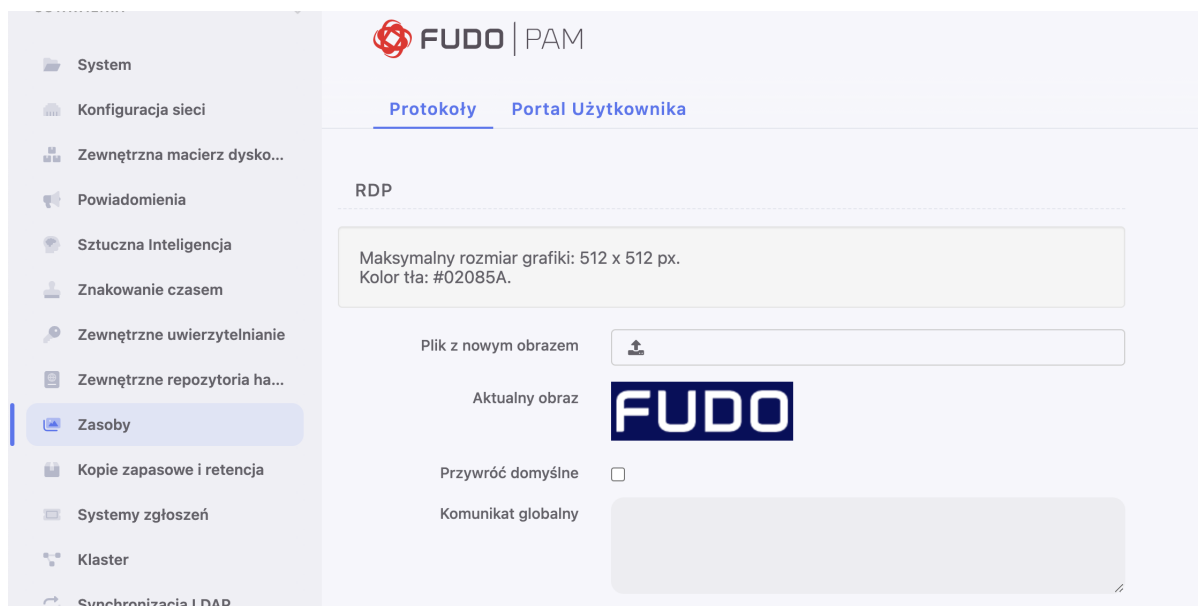 FUDO PAM
System
Konfiguracja sieci
Zewnętrzna macierz dysko...
Powiadomienia
Sztuczna Inteligencja
Znakowanie czasem
Zewnętrzne uwierzytelnianie
Zewnętrzne repozytoria ha...
Zasoby
Kopie zapasowe i retencja
Systemy zgłoszeń
Klaster
Synchronizacja LDAP
Protokoły Portal Użytkownika
RDP
Maksymalny rozmiar grafiki: 512 x 512 px.
Kolor tła: #02085A.
Plik z nowym obrazem
Aktualny obraz
FUDO
Przywróć domyślne
Komunikat globalny